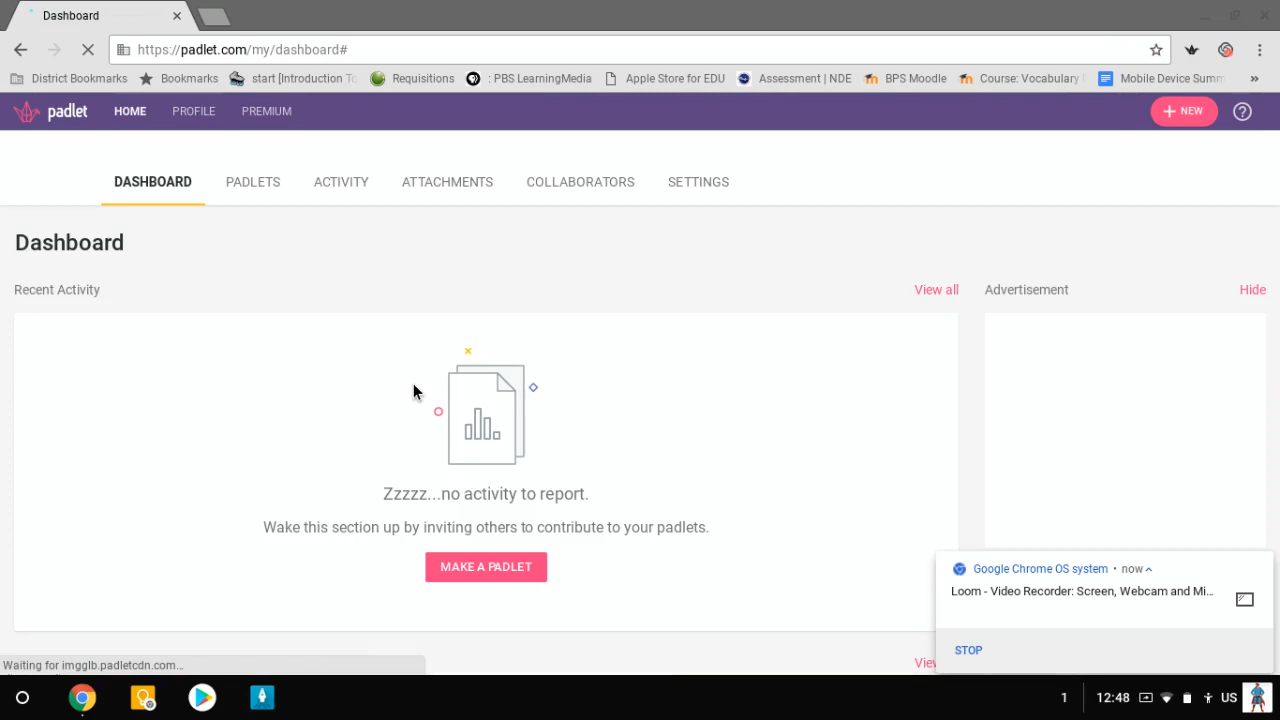 Dashboard
https://padlet.com/my/dashboard#
District Bookmarks Bookmarks start [Introduction Requisitions : PBS LearningMedia Apple Store for EDU Assessment | NDE BPS Moodle Course: Vocabulary Mobile Device Summ »
padlet HOME PROFILE PREMIUM + NEW ?
DASHBOARD PADLETS ACTIVITY ATTACHMENTS COLLABORATORS SETTINGS
Dashboard
Recent Activity View all Advertisement Hide
Zzzzz...no activity to report.
Wake this section up by inviting others to contribute to your padlets.
MAKE A PADLET
Google Chrome OS system • now
Loom - Video Recorder: Screen, Webcam and Mi...
STOP
Waiting for imgglb.padletcdn.com...
1 12:48 US